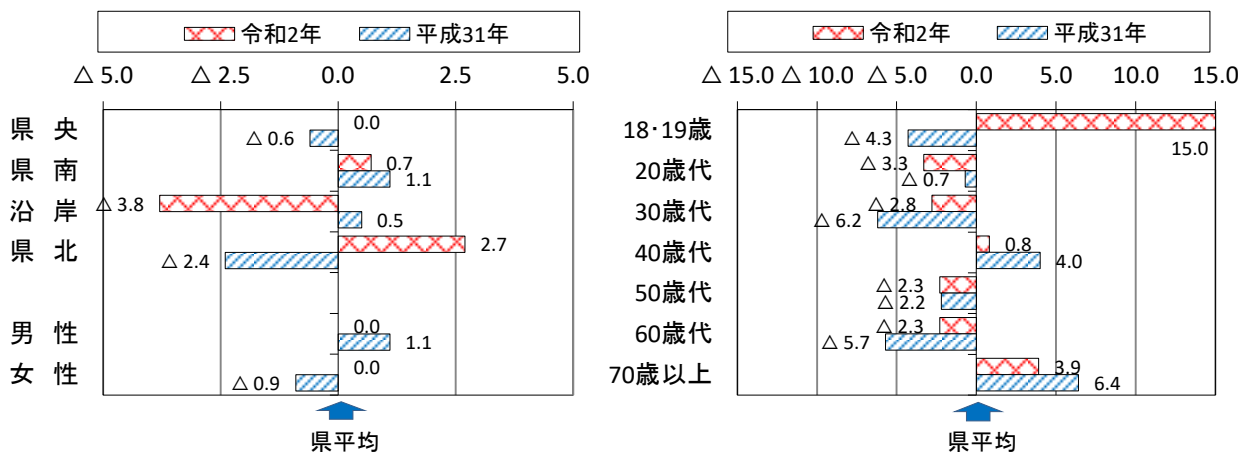 令和2年 平成31年
△ 5.0 △ 2.5 0.0 2.5 5.0
県 央 0.0
△ 0.6
県 南 0.7
1.1
沿 岸 △ 3.8
0.5
県 北 2.7
△ 2.4
男 性 0.0
1.1
女 性 0.0
△ 0.9
県平均
令和2年 平成31年
△ 15.0 △ 10.0 △ 5.0 0.0 5.0 10.0 15.0
18・19歳 15.0
△ 4.3
20歳代 △ 3.3
△ 0.7
30歳代 △ 2.8
△ 6.2
40歳代 0.8
4.0
50歳代 △ 2.3
△ 2.2
60歳代 △ 2.3
△ 5.7
70歳以上 3.9
6.4
県平均